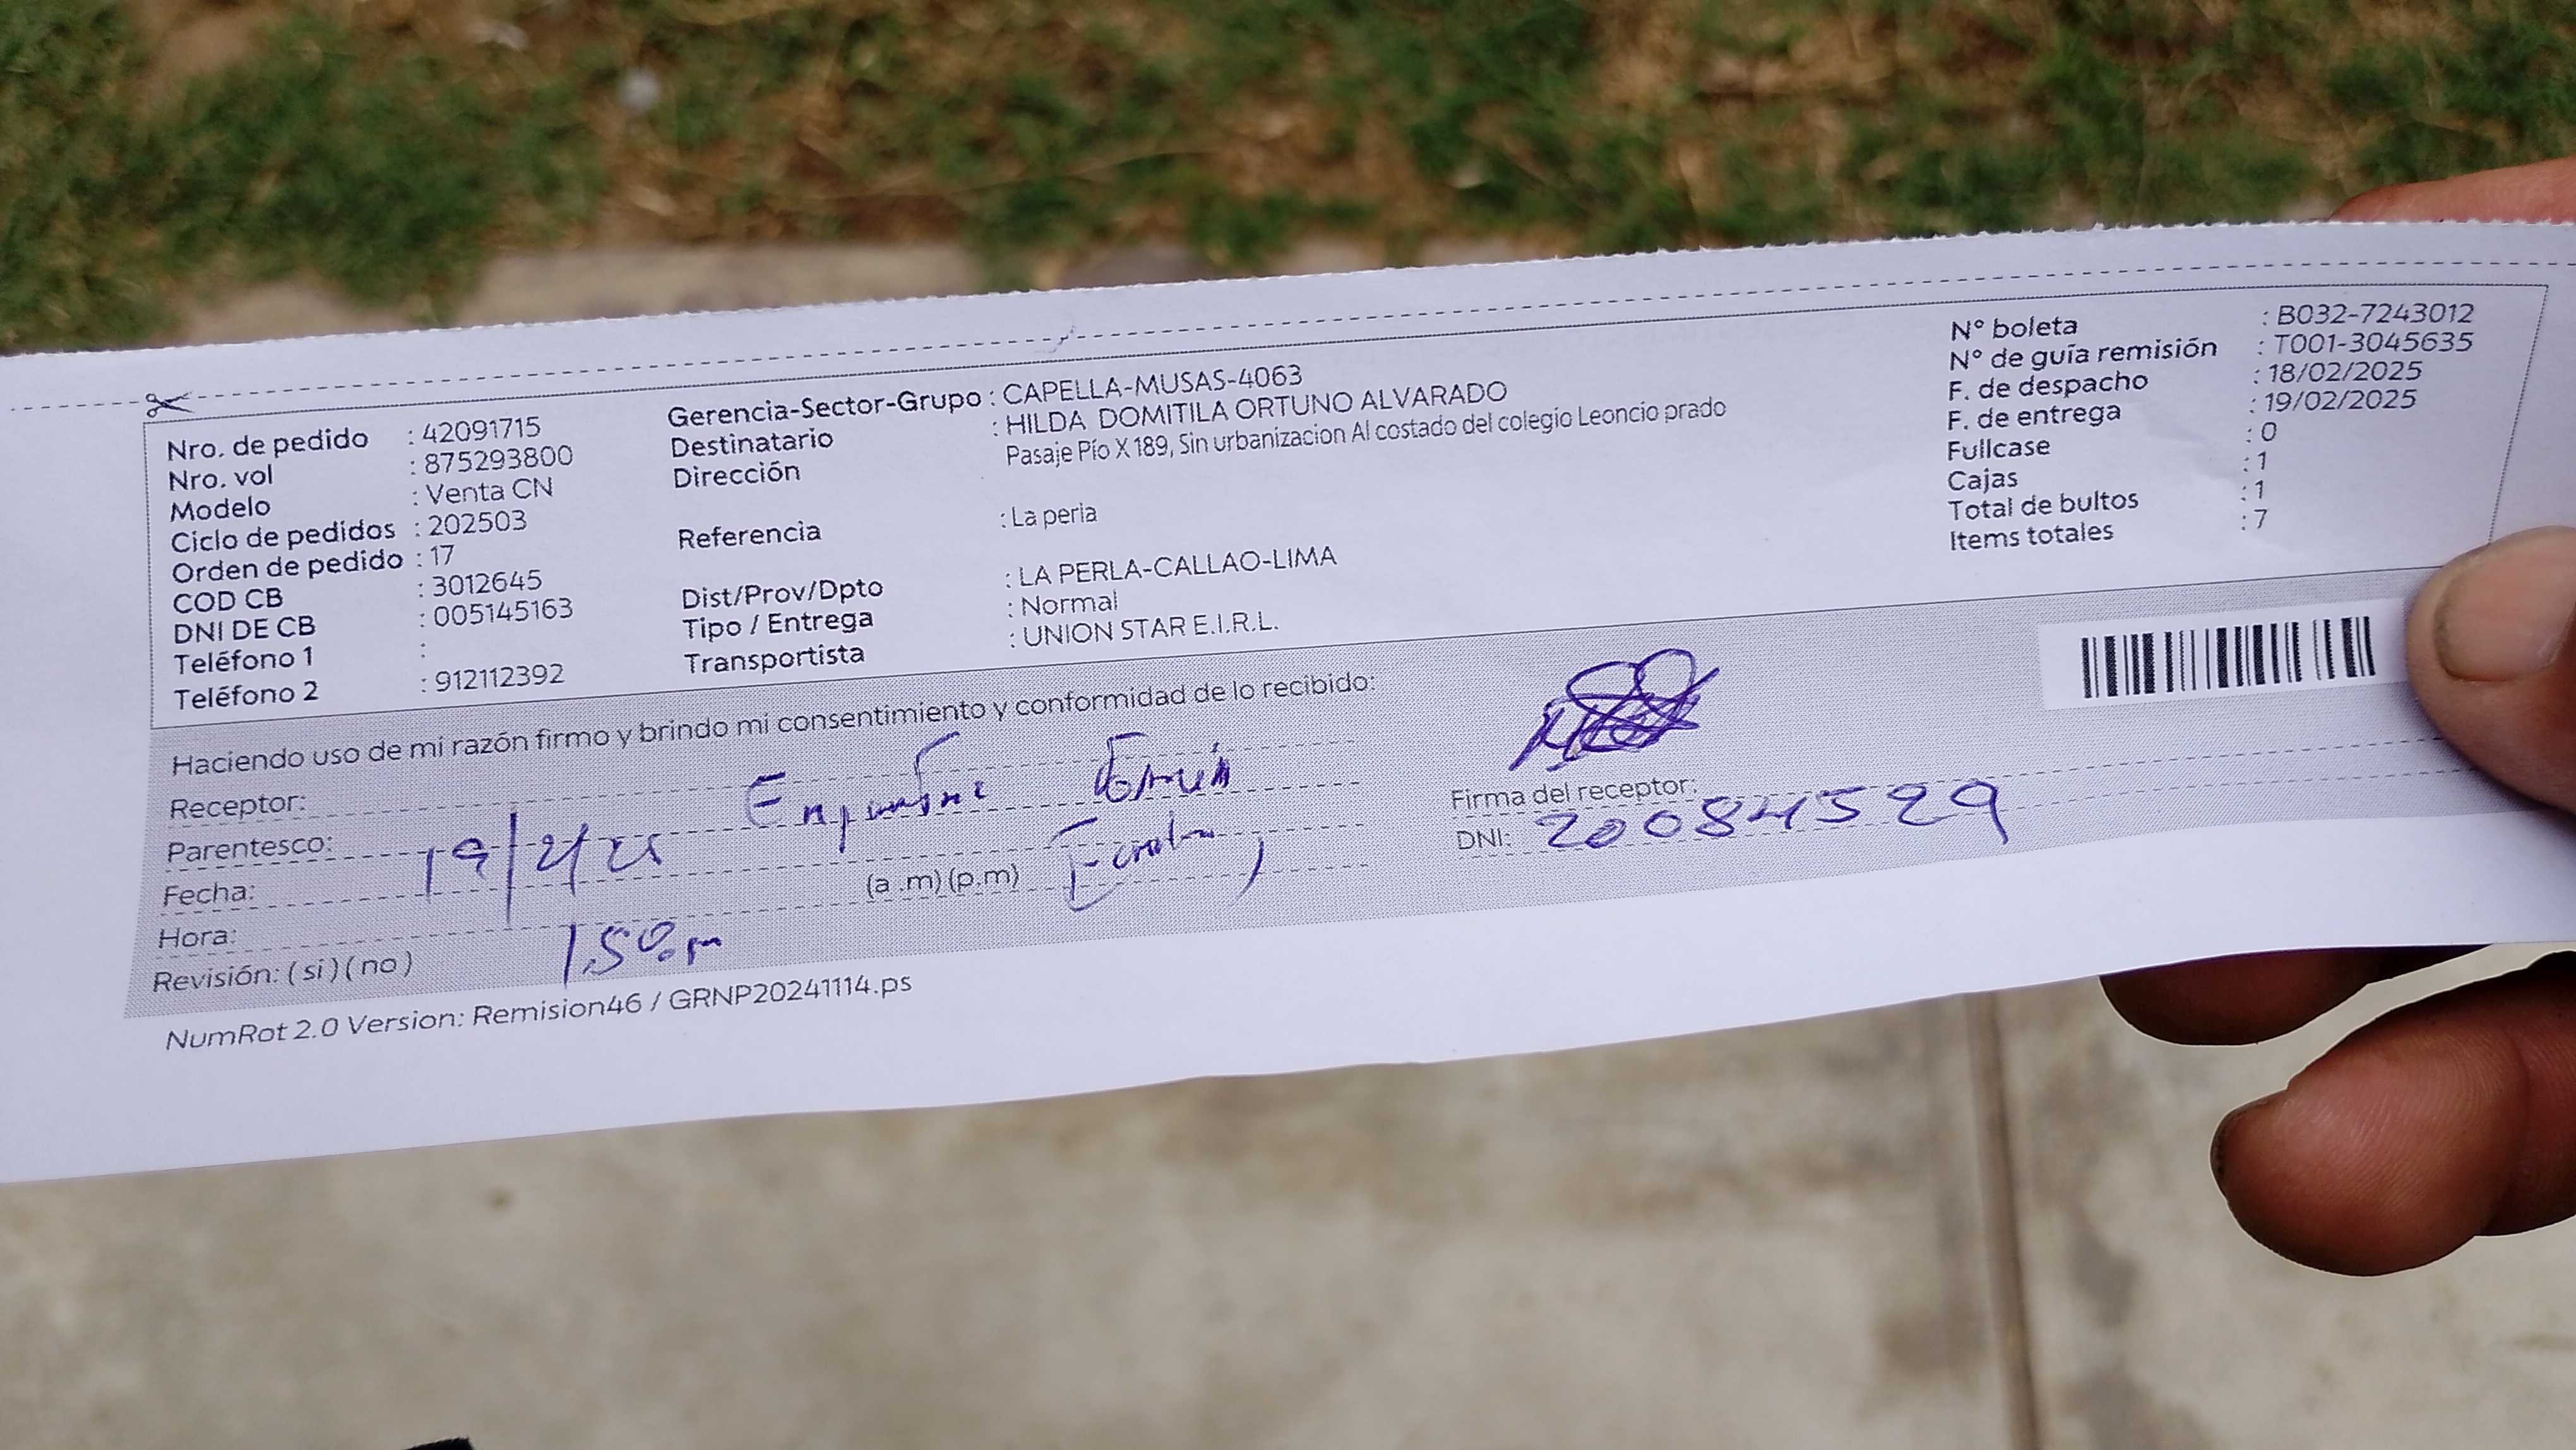 Nro. de pedido : 42091715
Nro. vol : 875293800
Modelo : Venta CN
Ciclo de pedidos : 202503
Orden de pedido : 17
COD CB : 3012645
DNI DE CB : 005145163
Teléfono 1 :
Teléfono 2 : 912112392
Gerencia-Sector-Grupo : CAPELLA-MUSAS-4063
Destinatario : HILDA DOMITILA ORTUNO ALVARADO
Dirección Pasaje Pío X 189, Sin urbanizacion Al costado del colegio Leoncio prado
Referencia : La perla
Dist/Prov/Dpto : LA PERLA-CALLAO-LIMA
Tipo / Entrega : Normal
Transportista : UNION STAR E.I.R.L.
N° boleta : B032-7243012
N° de guía remisión : T001-3045635
F. de despacho : 18/02/2025
F. de entrega : 19/02/2025
Fullcase : 0
Cajas : 1
Total de bultos : 1
Items totales : 7
Haciendo uso de mi razón firmo y brindo mi consentimiento y conformidad de lo recibido:
Receptor:
Parentesco:
Fecha: 19/2/25
Hora: (a .m) (p.m)
Revisión: ( si ) ( no )
Firma del receptor:
DNI: 20084529
NumRot 2.0 Version: Remision46 / GRNP20241114.ps